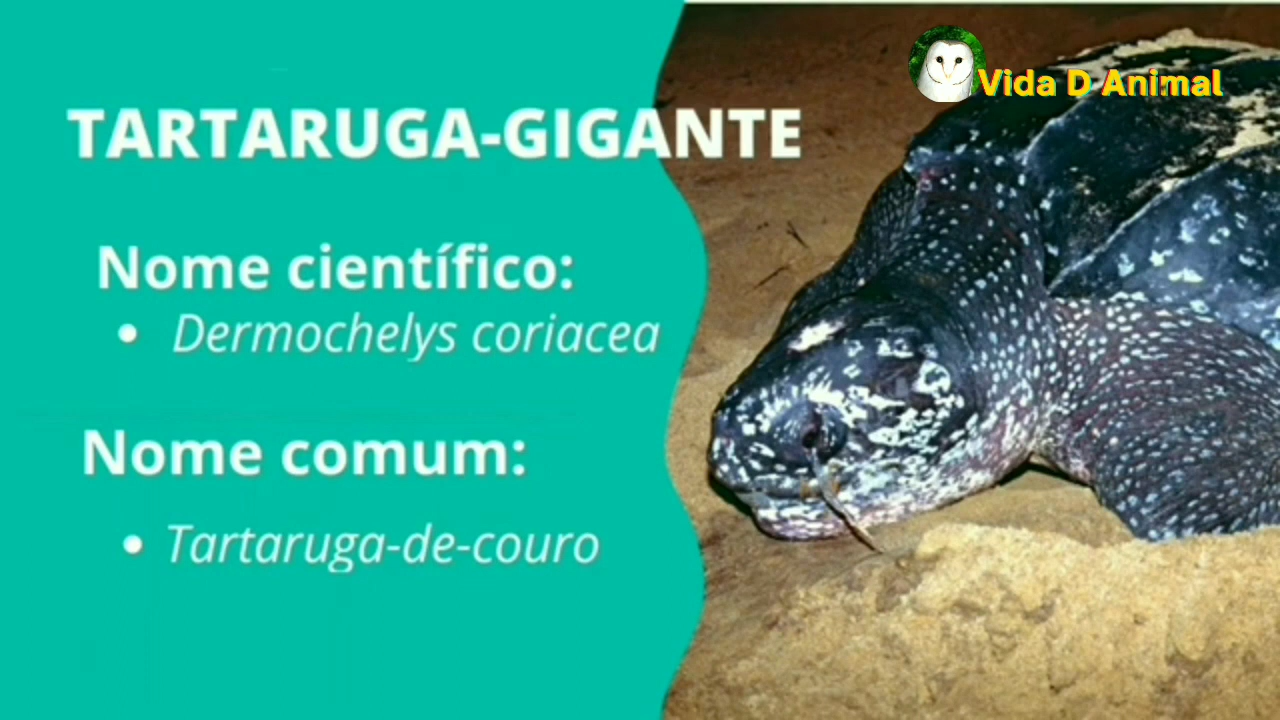 Vida D Animal
TARTARUGA-GIGANTE
Nome científico:
• Dermochelys coriacea
Nome comum:
• Tartaruga-de-couro